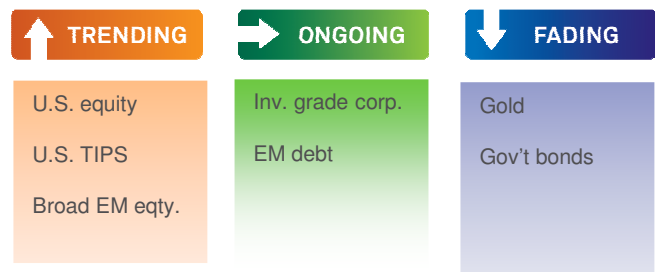 TRENDING
U.S. equity
U.S. TIPS
Broad EM eqty.
ONGOING
Inv. grade corp.
EM debt
FADING
Gold
Gov't bonds